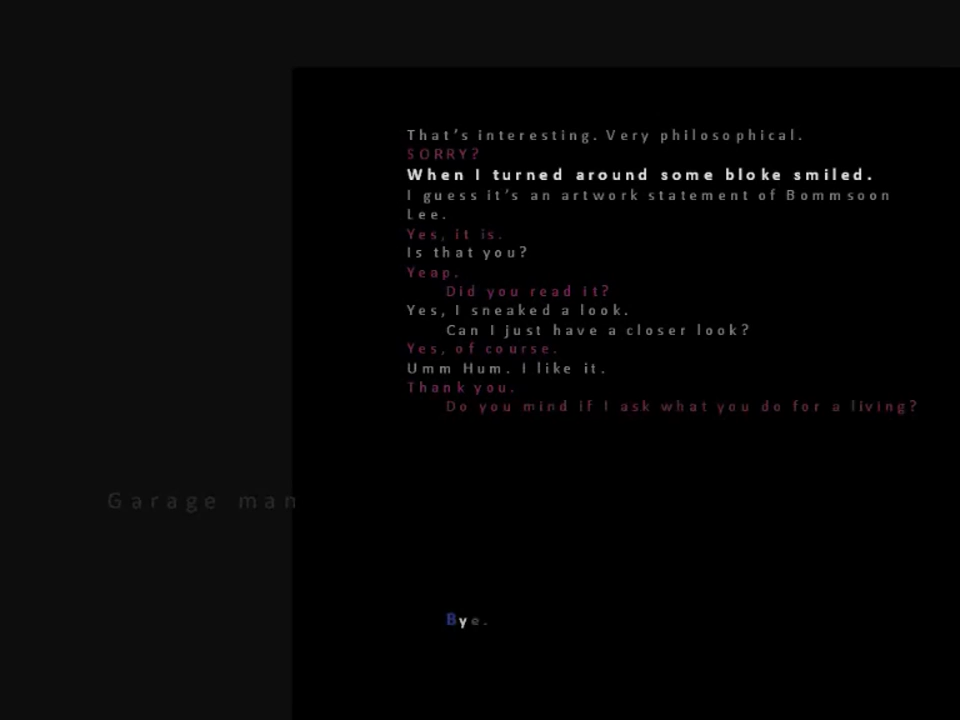 That's interesting. Very philosophical.
SORRY?
When I turned around some bloke smiled.
I guess it's an artwork statement of Bommsoon
Lee.
Yes, it is.
Is that you?
Yeap.
Did you read it?
Yes, I sneaked a look.
Can I just have a closer look?
Yes, of course.
Umm Hum. I like it.
Thank you.
Do you mind if I ask what you do for a living?
Garage man
Bye.